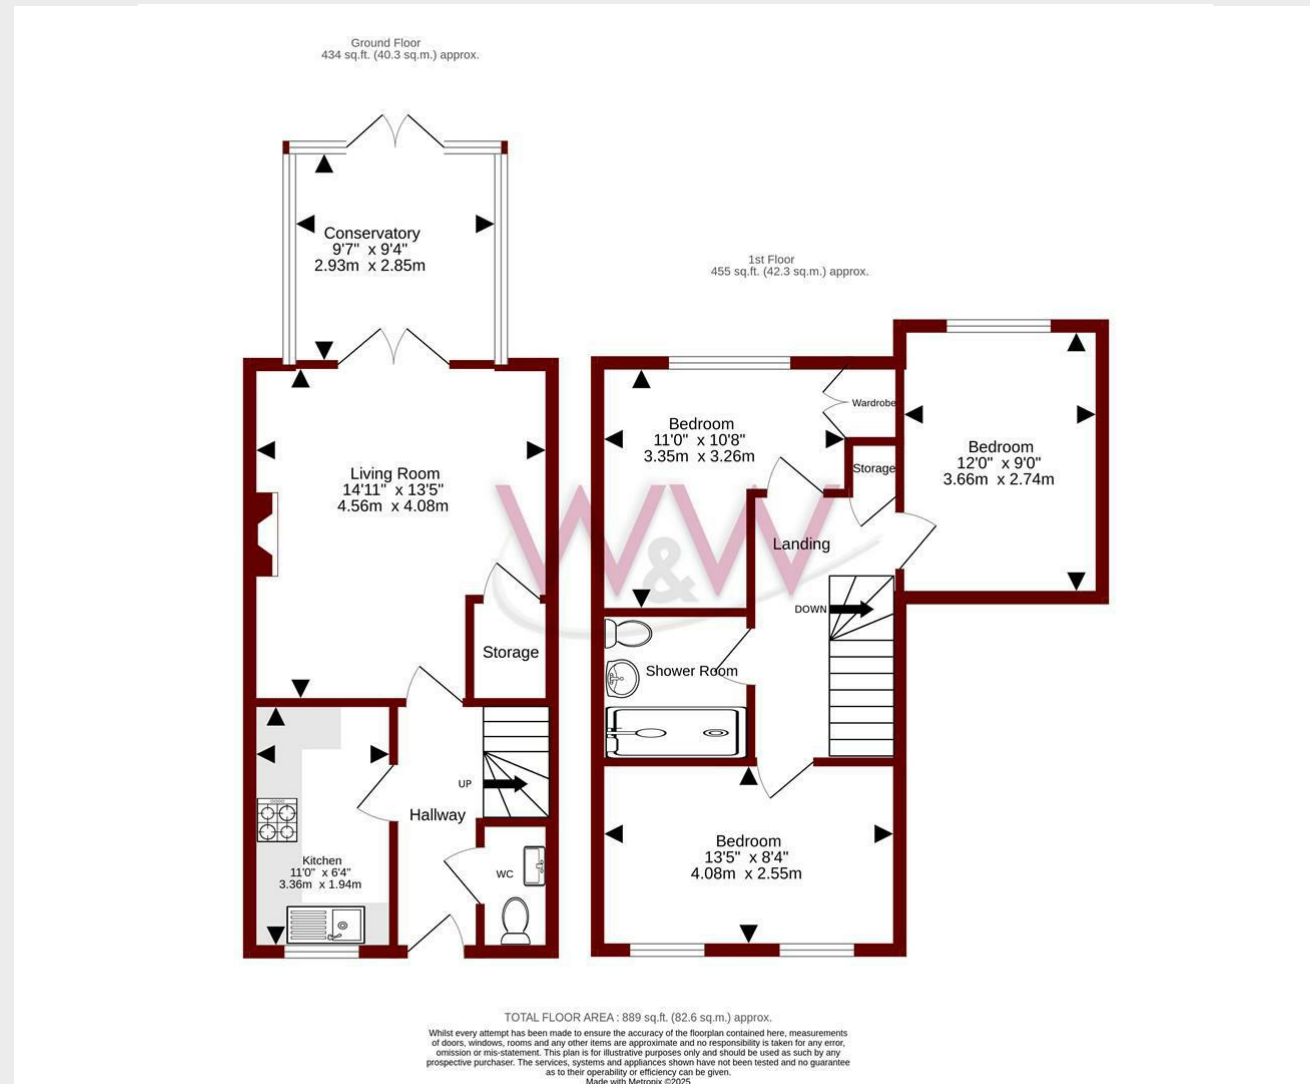 Ground Floor
434 sq.ft. (40.3 sq.m.) approx.
Conservatory
9'7" x 9'4"
2.93m x 2.85m
Living Room
14'11" x 13'5"
4.56m x 4.08m
Storage
UP
Hallway
Kitchen
11'0" x 6'4"
3.36m x 1.94m
WC
1st Floor
455 sq.ft. (42.3 sq.m.) approx.
Bedroom
11'0" x 10'8"
3.35m x 3.26m
Wardrobe
Storage
Bedroom
12'0" x 9'0"
3.66m x 2.74m
W&W
Landing
DOWN
Shower Room
Bedroom
13'5" x 8'4"
4.08m x 2.55m
TOTAL FLOOR AREA : 889 sq.ft. (82.6 sq.m.) approx.
Whilst every attempt has been made to ensure the accuracy of the floorplan contained here, measurements
of doors, windows, rooms and any other items are approximate and no responsibility is taken for any error,
omission or mis-statement. This plan is for illustrative purposes only and should be used as such by any
prospective purchaser. The services, systems and appliances shown have not been tested and no guarantee
as to their operability or efficiency can be given.
Made with Metropix ©2025